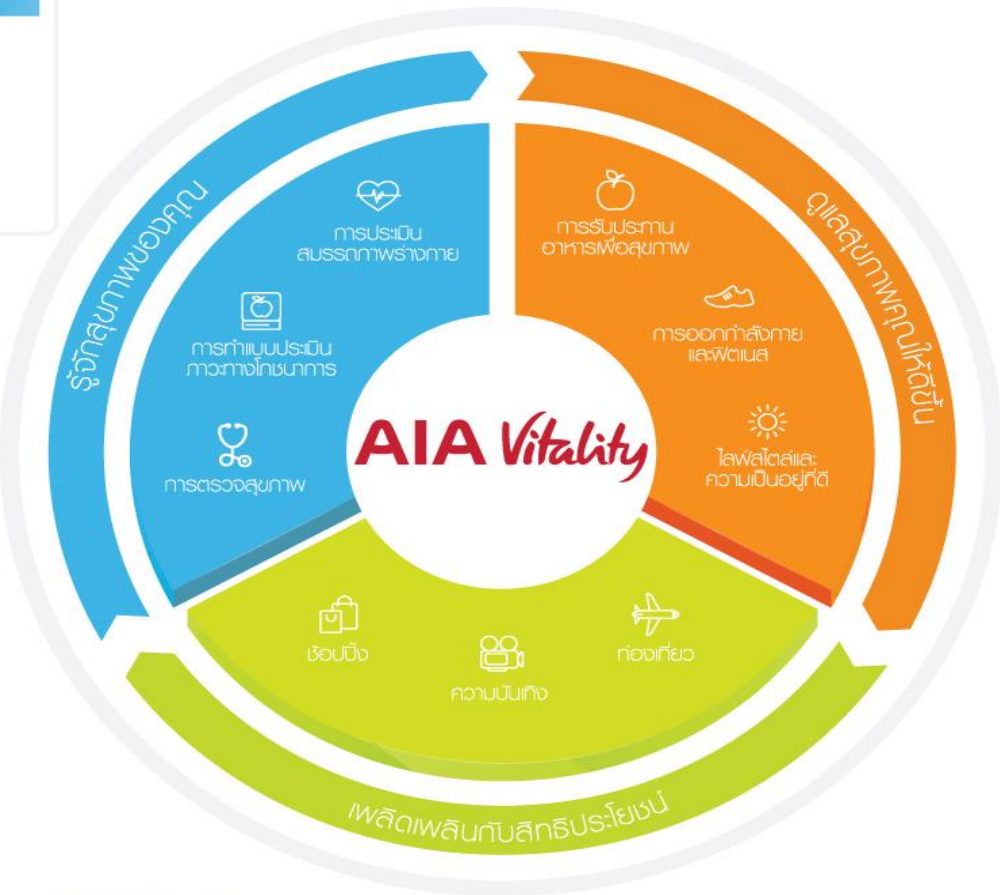 รู้จักสุขภาพของคุณ
การประเมิน
สมรรถภาพร่างกาย
การทำแบบประเมิน
ภาวะทางโภชนาการ
การตรวจสุขภาพ
ดูแลสุขภาพคุณให้ดีขึ้น
การรับประทาน
อาหารเพื่อสุขภาพ
การออกกำลังกาย
และฟิตเนส
ไลฟ์สไตล์และ
ความเป็นอยู่ที่ดี
AIA Vitality
ช้อปปิ้ง
ความบันเทิง
ท่องเที่ยว
เพลิดเพลินกับสิทธิประโยชน์